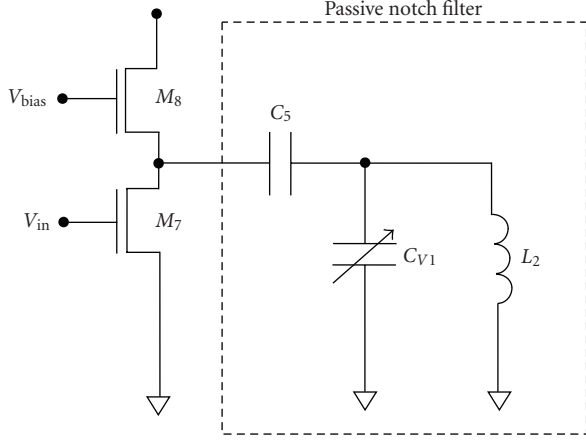 Passive notch filter
V_bias
M_8
C_5
V_in
M_7
C_V1
L_2